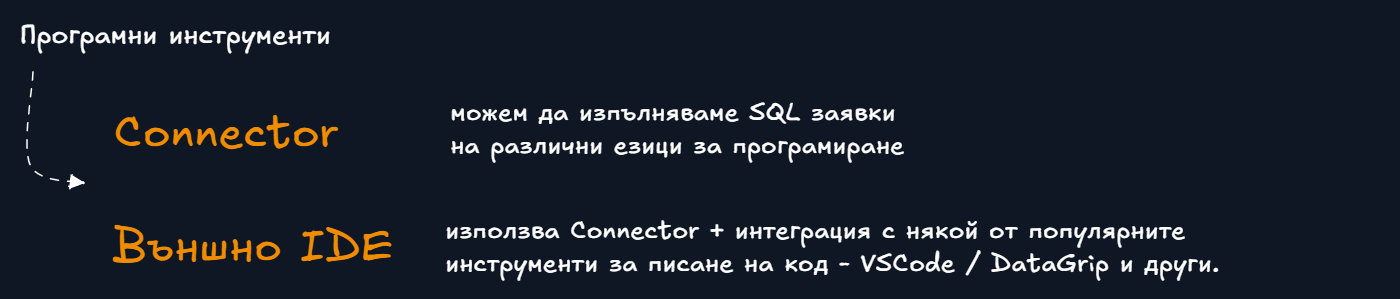 Програмни инструменти
Connector
можем да изпълняваме SQL заявки
на различни езици за програмиране
Външно IDE
използва Connector + интеграция с някой от популярните
инструменти за писане на код - VSCode / DataGrip и други.